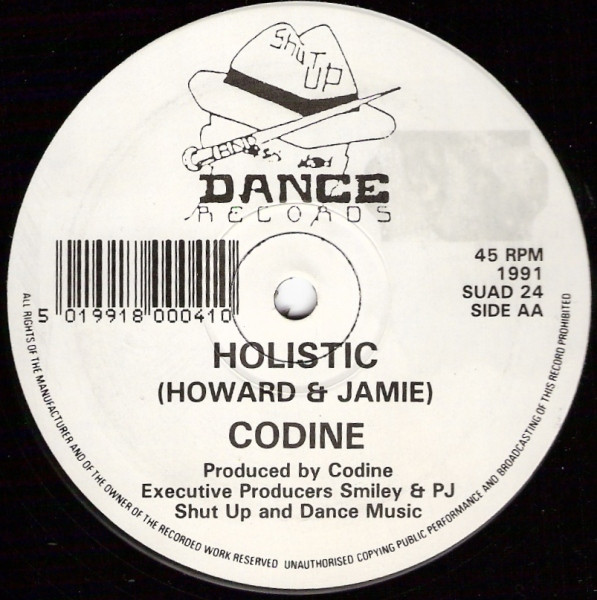 Shut
UP
AND
DANCE
RECORDS
45 RPM
1991
SUAD 24
SIDE AA
5 019918 000410
HOLISTIC
(HOWARD & JAMIE)
CODINE
Produced by Codine
Executive Producers Smiley & PJ
Shut Up and Dance Music
ALL RIGHTS OF THE MANUFACTURER AND OF THE OWNER OF THE RECORDED WORK RESERVED UNAUTHORISED COPYING PUBLIC PERFORMANCE AND BROADCASTING OF THIS RECORD PROHIBITED